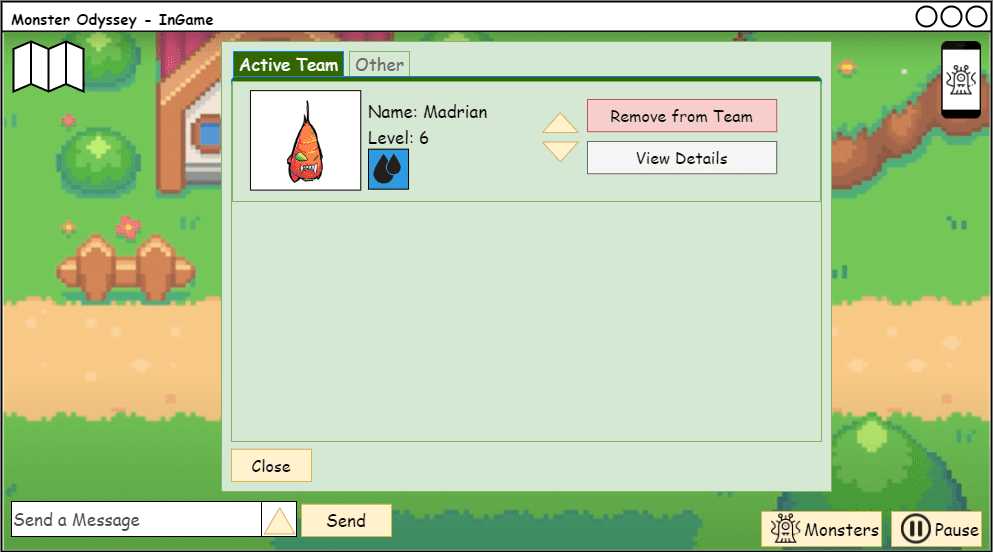 Monster Odyssey - InGame
Active Team
Other
Name: Madrian
Level: 6
Remove from Team
View Details
Close
Send a Message
Send
Monsters
Pause